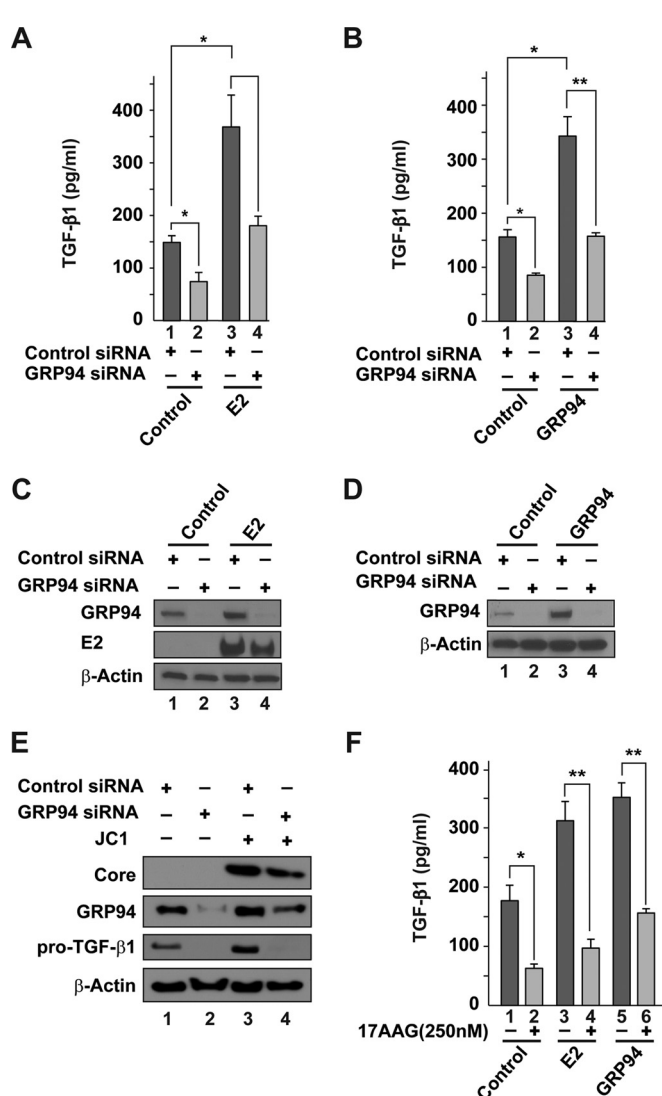 A
*
*
TGF-β1 (pg/ml)
400
300
200
100
0
1 2 3 4
Control siRNA + – + –
GRP94 siRNA – + – +
Control E2
B
*
**
*
TGF-β1 (pg/ml)
400
300
200
100
0
1 2 3 4
Control siRNA + – + –
GRP94 siRNA – + – +
Control GRP94
C
Control E2
Control siRNA + – + –
GRP94 siRNA – + – +
GRP94
E2
β-Actin
1 2 3 4
D
Control GRP94
Control siRNA + – + –
GRP94 siRNA – + – +
GRP94
β-Actin
1 2 3 4
E
Control siRNA + – + –
GRP94 siRNA – + – +
JC1 – – + +
Core
GRP94
pro-TGF-β1
β-Actin
1 2 3 4
F
**
**
*
TGF-β1 (pg/ml)
400
300
200
100
0
1 2 3 4 5 6
17AAG(250nM) – + – + – +
Control E2 GRP94